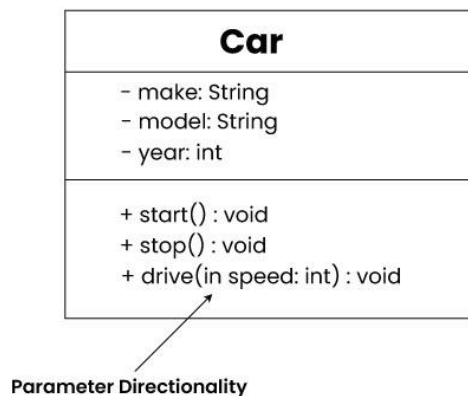 Car
- make: String
- model: String
- year: int
+ start() : void
+ stop() : void
+ drive(in speed: int) : void
Parameter Directionality